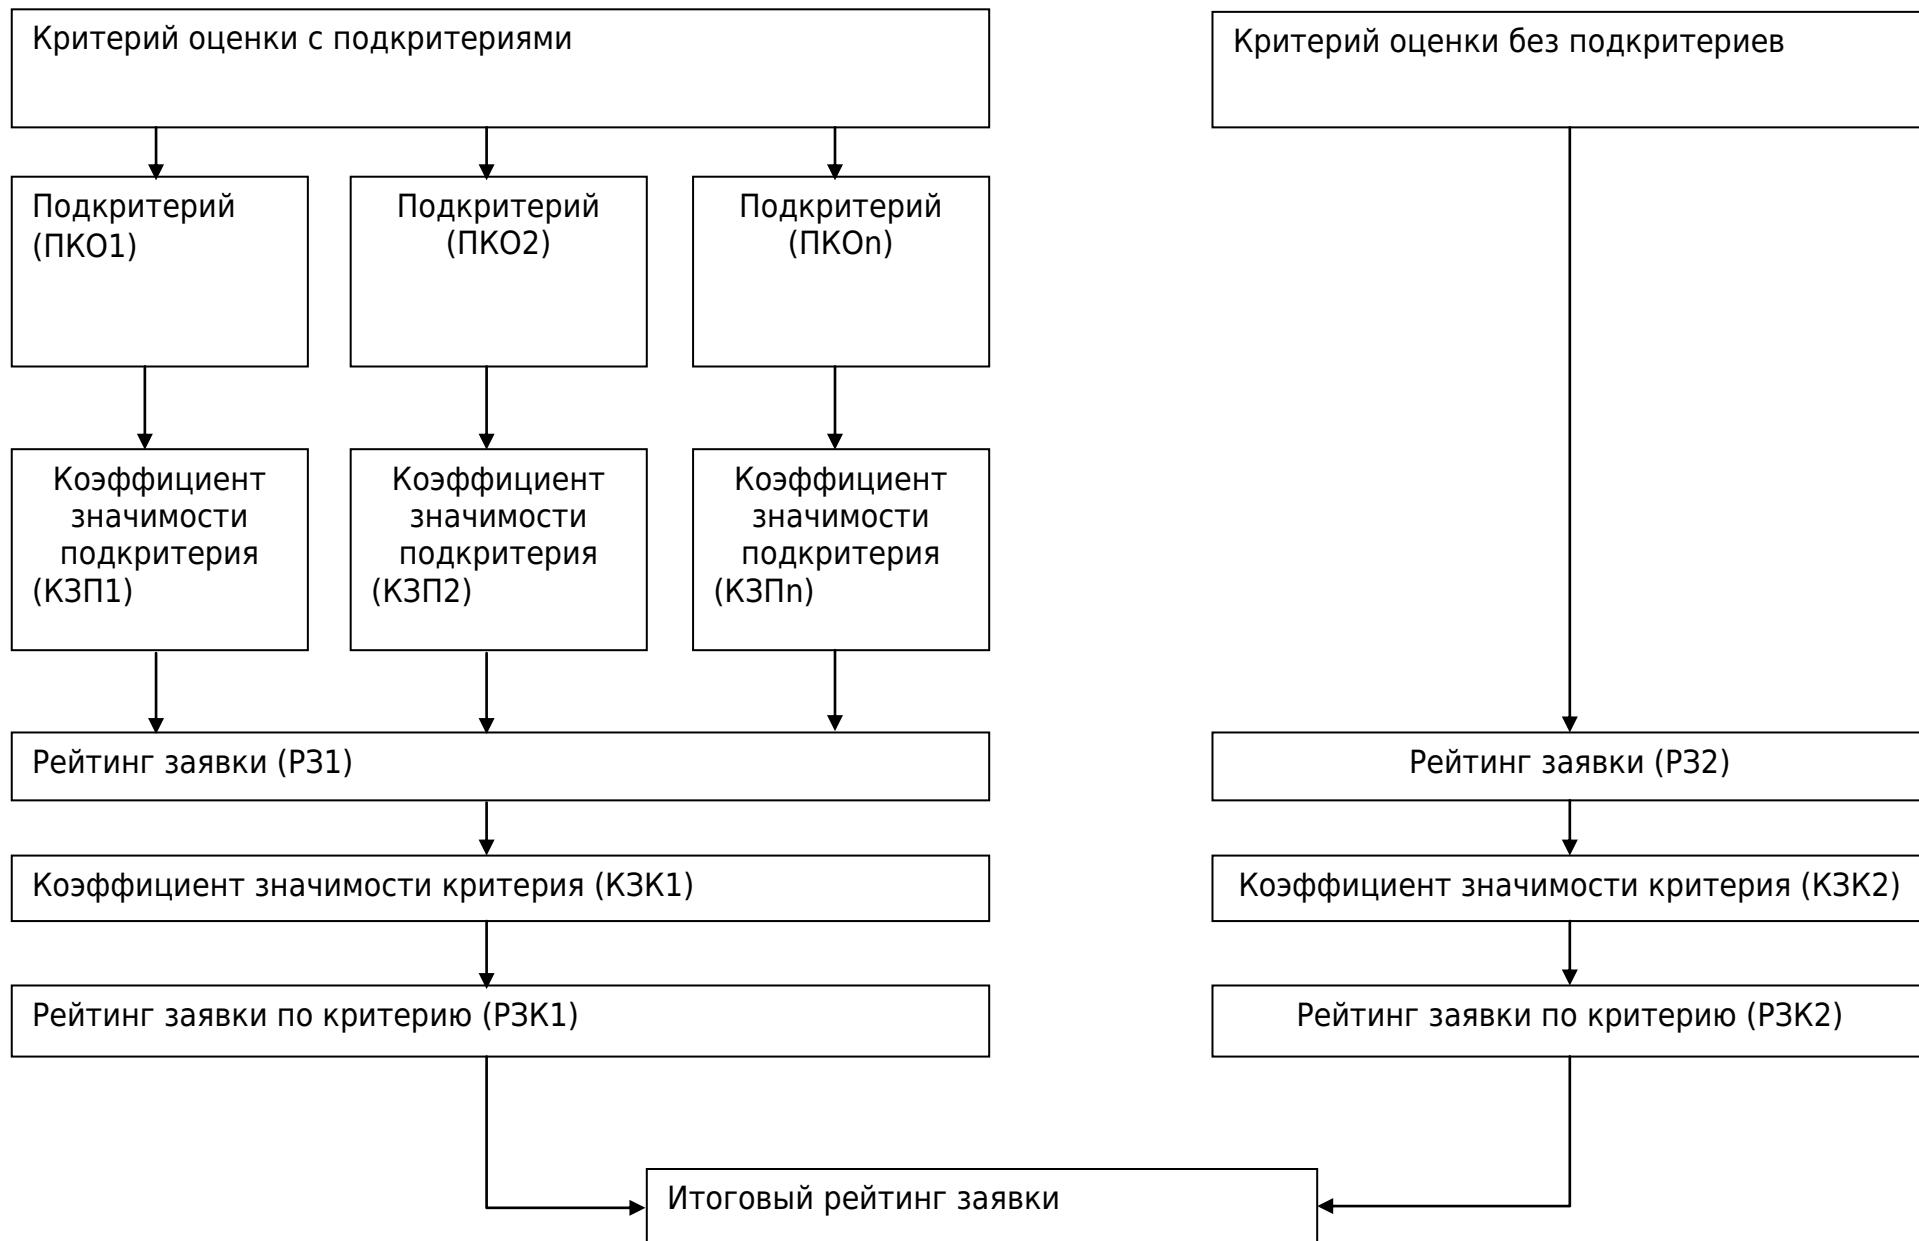 Критерий оценки с подкритериями
Критерий оценки без подкритериев
Подкритерий
(ПКО1)
Подкритерий
(ПКО2)
Подкритерий
(ПКОn)
Коэффициент
значимости
подкритерия
(КЗП1)
Коэффициент
значимости
подкритерия
(КЗП2)
Коэффициент
значимости
подкритерия
(КЗПn)
Рейтинг заявки (РЗ1)
Рейтинг заявки (РЗ2)
Коэффициент значимости критерия (КЗК1)
Коэффициент значимости критерия (КЗК2)
Рейтинг заявки по критерию (РЗК1)
Рейтинг заявки по критерию (РЗК2)
Итоговый рейтинг заявки